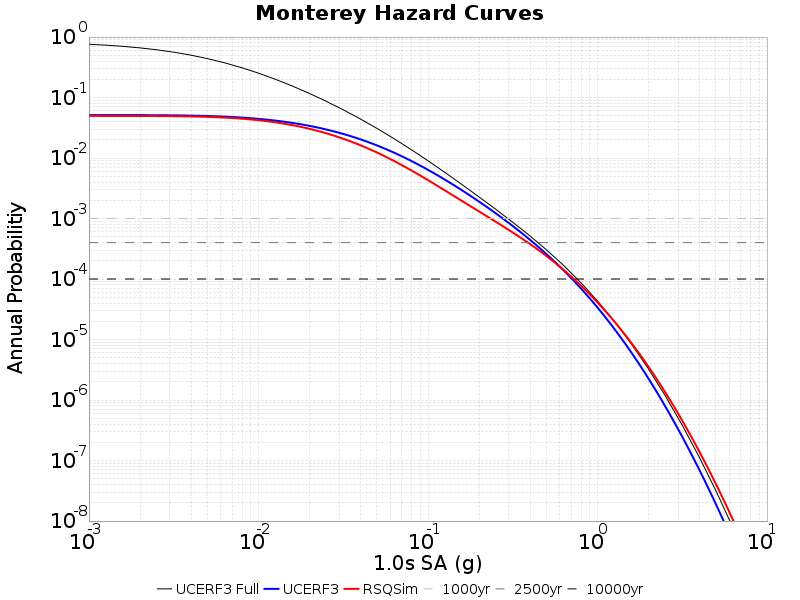 Monterey Hazard Curves
10^0
10^-1
10^-2
10^-3
10^-4
10^-5
10^-6
10^-7
10^-8
Annual Probabilitiy
10^-3 10^-2 10^-1 10^0 10^1
1.0s SA (g)
UCERF3 Full UCERF3 RSQSim 1000yr 2500yr 10000yr